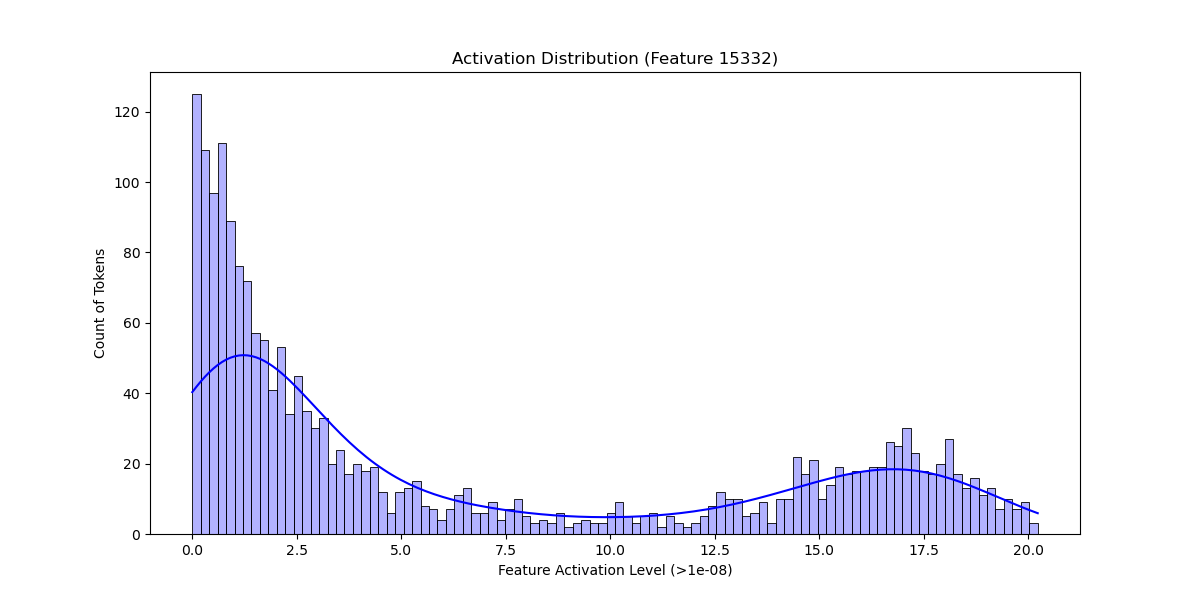 Activation Distribution (Feature 15332)
Count of Tokens
120
100
80
60
40
20
0
0.0 2.5 5.0 7.5 10.0 12.5 15.0 17.5 20.0
Feature Activation Level (>1e-08)